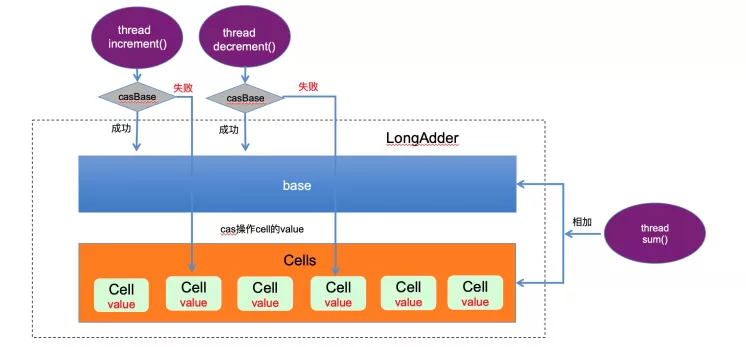 thread
increment()
thread
decrement()
casBase
失败
casBase
失败
成功
成功
LongAdder
base
相加
thread
sum()
cas操作cell的value
Cells
Cell
value
Cell
value
Cell
value
Cell
value
Cell
value
Cell
value